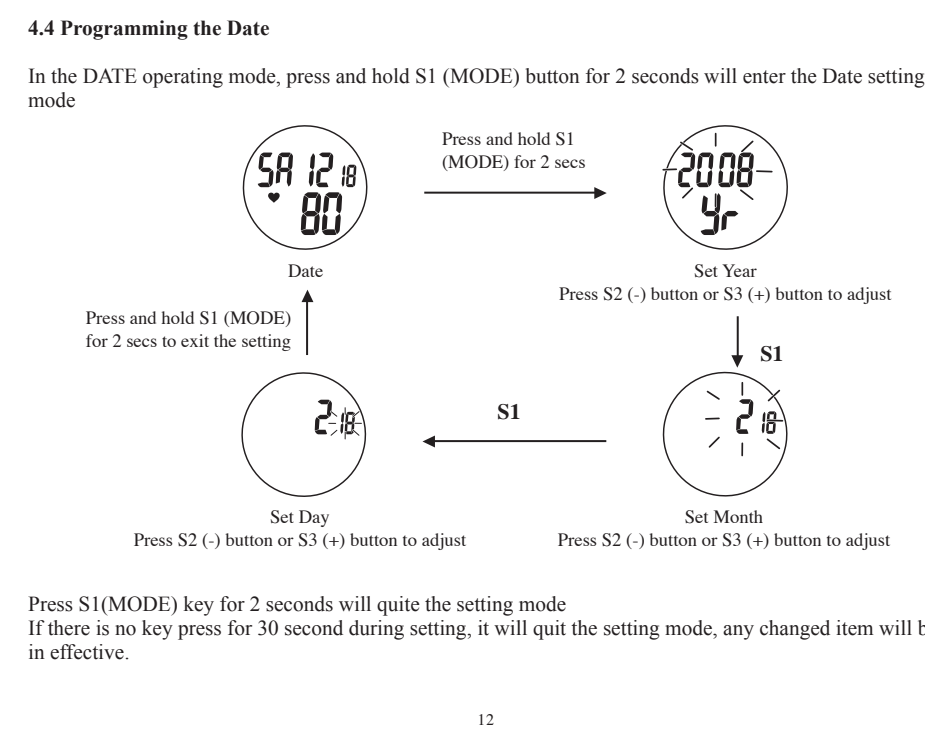 4.4 Programming the Date
In the DATE operating mode, press and hold S1 (MODE) button for 2 seconds will enter the Date setting
mode
Press and hold S1
(MODE) for 2 secs
SA 12 18
80
2008
Yr
Date
Set Year
Press S2 (-) button or S3 (+) button to adjust
Press and hold S1 (MODE)
for 2 secs to exit the setting
S1
2 18
S1
2 18
Set Day
Press S2 (-) button or S3 (+) button to adjust
Set Month
Press S2 (-) button or S3 (+) button to adjust
Press S1(MODE) key for 2 seconds will quite the setting mode
If there is no key press for 30 second during setting, it will quit the setting mode, any changed item will
in effective.
12